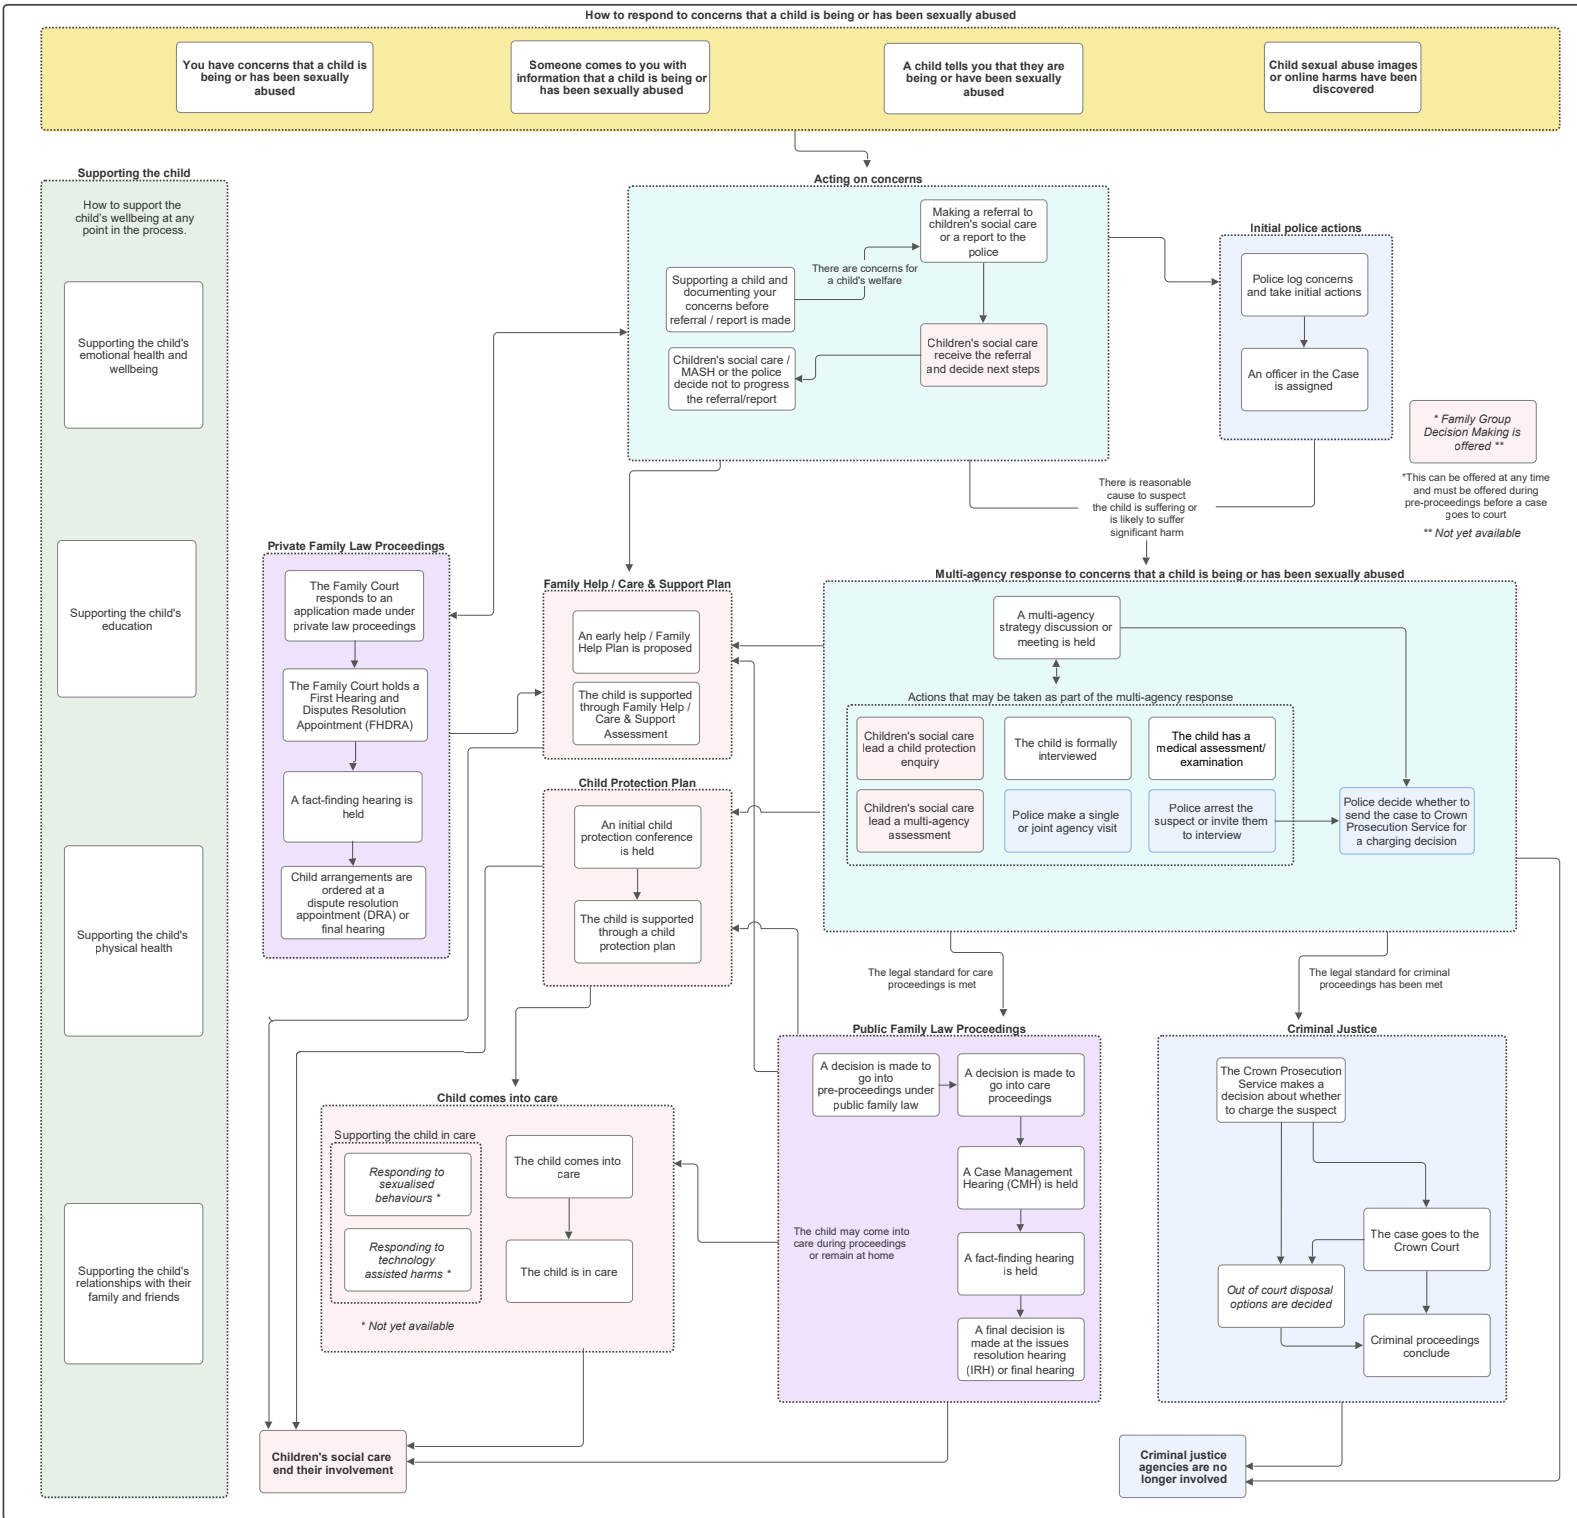 How to respond to concerns that a child is being or has been sexually abused
You have concerns that a child is
being or has been sexually
abused
Someone comes to you with
information that a child is being or
has been sexually abused
A child tells you that they are
being or have been sexually
abused
Child sexual abuse images
or online harms have been
discovered
Supporting the child
How to support the
child's wellbeing at any
point in the process.
Supporting the child's
emotional health and
wellbeing
Supporting the child's
education
Supporting the child's
physical health
Supporting the child's
relationships with their
family and friends
Acting on concerns
Making a referral to
children's social care
or a report to the
police
There are concerns for
a child's welfare
Supporting a child and
documenting your
concerns before
referral / report is made
Children's social care
receive the referral
and decide next steps
Children's social care /
MASH or the police
decide not to progress
the referral/report
Initial police actions
Police log concerns
and take initial actions
An officer in the Case
is assigned
* Family Group
Decision Making is
offered **
*This can be offered at any time
and must be offered during
pre-proceedings before a case
goes to court
** Not yet available
There is reasonable
cause to suspect
the child is suffering or
is likely to suffer
significant harm
Private Family Law Proceedings
The Family Court
responds to an
application made under
private law proceedings
The Family Court holds a
First Hearing and
Disputes Resolution
Appointment (FHDRA)
A fact-finding hearing is
held
Child arrangements are
ordered at a
dispute resolution
appointment (DRA) or
final hearing
Family Help / Care & Support Plan
An early help / Family
Help Plan is proposed
The child is supported
through Family Help /
Care & Support
Assessment
Child Protection Plan
An initial child
protection conference
is held
The child is supported
through a child
protection plan
Multi-agency response to concerns that a child is being or has been sexually abused
A multi-agency
strategy discussion or
meeting is held
Actions that may be taken as part of the multi-agency response
Children's social care
lead a child protection
enquiry
The child is formally
interviewed
The child has a
medical assessment/
examination
Children's social care
lead a multi-agency
assessment
Police make a single
or joint agency visit
Police arrest the
suspect or invite them
to interview
Police decide whether to
send the case to Crown
Prosecution Service for
a charging decision
The legal standard for care
proceedings is met
The legal standard for criminal
proceedings has been met
Child comes into care
Supporting the child in care
Responding to
sexualised
behaviours *
Responding to
technology
assisted harms *
* Not yet available
The child comes into
care
The child is in care
Public Family Law Proceedings
A decision is made to
go into
pre-proceedings under
public family law
A decision is made to
go into care
proceedings
A Case Management
Hearing (CMH) is held
The child may come into
care during proceedings
or remain at home
A fact-finding hearing
is held
A final decision is
made at the issues
resolution hearing
(IRH) or final hearing
Criminal Justice
The Crown Prosecution
Service makes a
decision about whether
to charge the suspect
The case goes to the
Crown Court
Out of court disposal
options are decided
Criminal proceedings
conclude
Children's social care
end their involvement
Criminal justice
agencies are no
longer involved